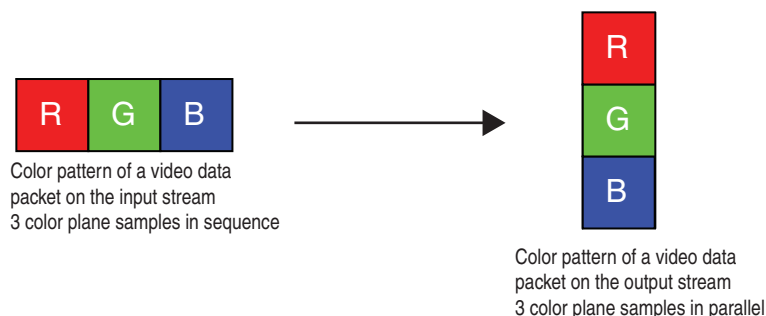 R G B
Color pattern of a video data
packet on the input stream
3 color plane samples in sequence
R
G
B
Color pattern of a video data
packet on the output stream
3 color plane samples in parallel